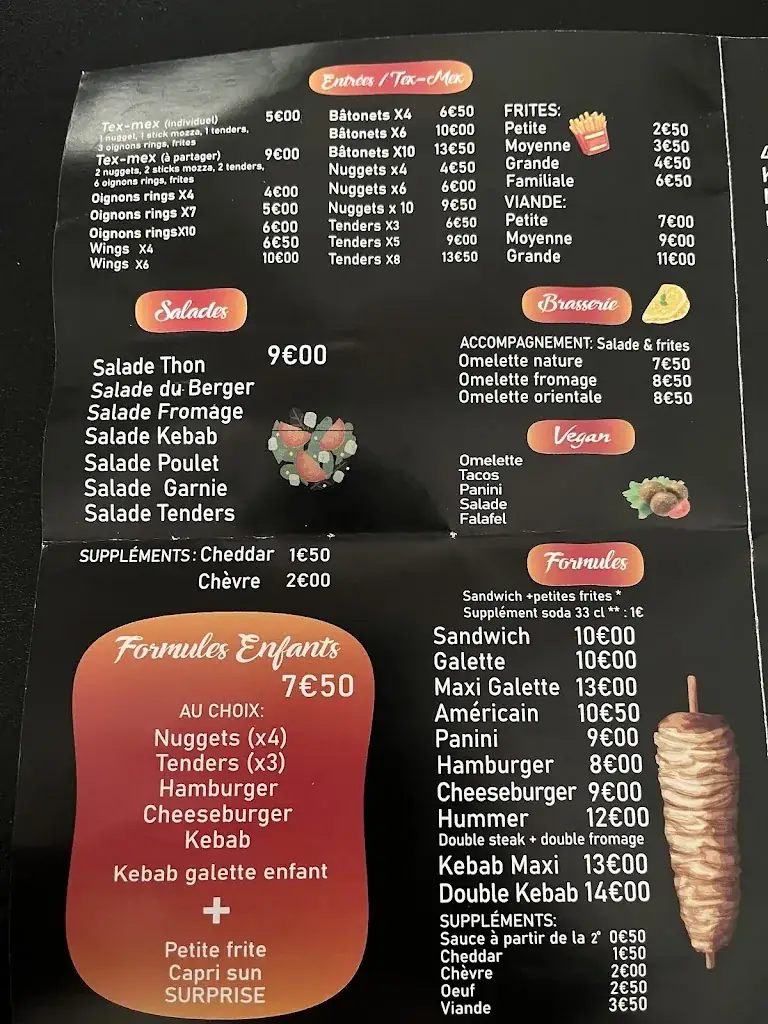 Entrées / Tex-Mex
Tex-mex (individuel) 5€00
1 nugget, 1 stick mozza, 1 tenders,
3 oignons rings, frites
Tex-mex (à partager) 9€00
2 nuggets, 2 sticks mozza, 2 tenders,
6 oignons rings, frites
Oignons rings X4 4€00
Oignons rings X7 5€00
Oignons ringsX10 6€00
Wings X4 6€50
Wings X6 10€00
Bâtonets X4 6€50
Bâtonets X6 10€00
Bâtonets X10 13€50
Nuggets x4 4€50
Nuggets x6 6€00
Nuggets x 10 9€50
Tenders X3 6€50
Tenders X5 9€00
Tenders X8 13€50
FRITES:
Petite 2€50
Moyenne 3€50
Grande 4€50
Familiale 6€50
VIANDE:
Petite 7€00
Moyenne 9€00
Grande 11€00
Salades
9€00
Salade Thon
Salade du Berger
Salade Fromage
Salade Kebab
Salade Poulet
Salade Garnie
Salade Tenders
SUPPLÉMENTS: Cheddar 1€50
Chèvre 2€00
Brasserie
ACCOMPAGNEMENT: Salade & frites
Omelette nature 7€50
Omelette fromage 8€50
Omelette orientale 8€50
Vegan
Omelette
Tacos
Panini
Salade
Falafel
Formules Enfants
7€50
AU CHOIX:
Nuggets (x4)
Tenders (x3)
Hamburger
Cheeseburger
Kebab
Kebab galette enfant
+
Petite frite
Capri sun
SURPRISE
Formules
Sandwich +petites frites *
Supplément soda 33 cl ** : 1€
Sandwich 10€00
Galette 10€00
Maxi Galette 13€00
Américain 10€50
Panini 9€00
Hamburger 8€00
Cheeseburger 9€00
Hummer 12€00
Double steak + double fromage
Kebab Maxi 13€00
Double Kebab 14€00
SUPPLÉMENTS:
Sauce à partir de la 2° 0€50
Cheddar 1€50
Chèvre 2€00
Oeuf 2€50
Viande 3€50